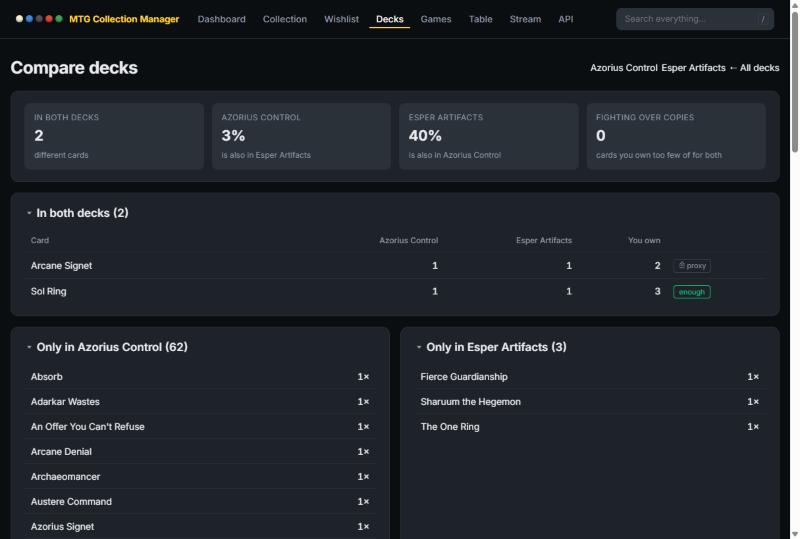 MTG Collection Manager Dashboard Collection Wishlist Decks Games Table Stream API Search everything... /
Compare decks
Azorius Control Esper Artifacts ← All decks
IN BOTH DECKS
2
different cards
AZORIUS CONTROL
3%
is also in Esper Artifacts
ESPER ARTIFACTS
40%
is also in Azorius Control
FIGHTING OVER COPIES
0
cards you own too few of for both
In both decks (2)
Card Azorius Control Esper Artifacts You own
Arcane Signet 1 1 2 proxy
Sol Ring 1 1 3 enough
Only in Azorius Control (62)
Absorb 1×
Adarkar Wastes 1×
An Offer You Can't Refuse 1×
Arcane Denial 1×
Archaeomancer 1×
Austere Command 1×
Azorius Signet 1×
Only in Esper Artifacts (3)
Fierce Guardianship 1×
Sharuum the Hegemon 1×
The One Ring 1×